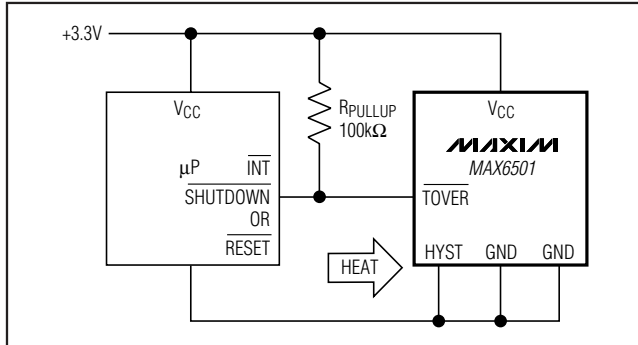 +3.3V
VCC
µP
INT
SHUTDOWN
OR
RESET
RPULLUP
100kΩ
HEAT
VCC
MAXIM
MAX6501
TOVER
HYST GND GND